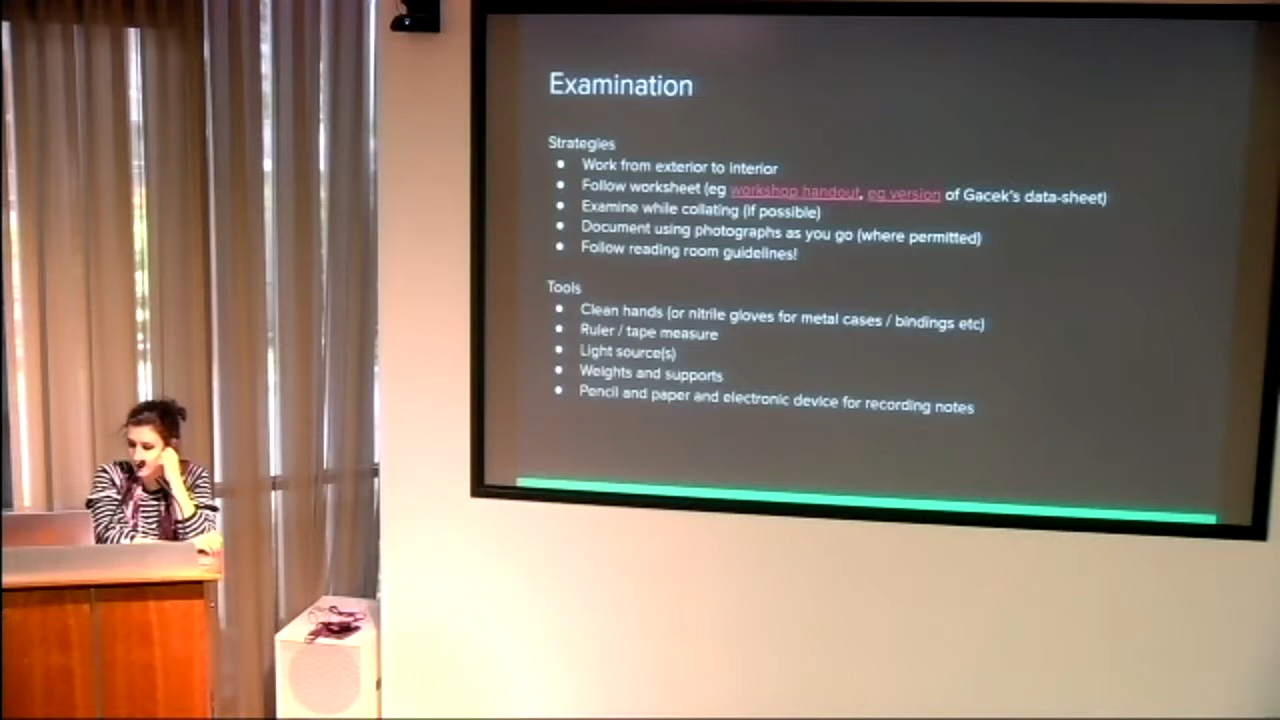 Examination
Strategies
● Work from exterior to interior
● Follow worksheet (eg workshop handout, eg version of Gacek's data-sheet)
● Examine while collating (if possible)
● Document using photographs as you go (where permitted)
● Follow reading room guidelines!
Tools
● Clean hands (or nitrile gloves for metal cases / bindings etc)
● Ruler / tape measure
● Light source(s)
● Weights and supports
● Pencil and paper and electronic device for recording notes